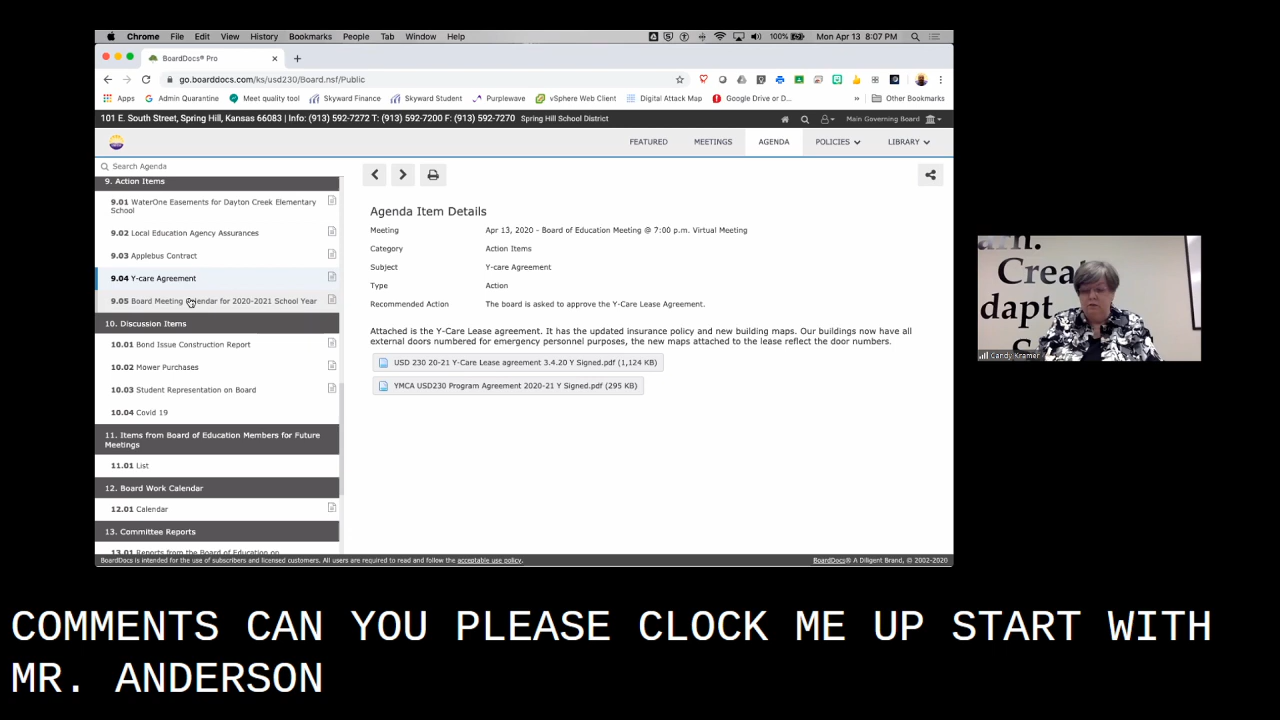 Chrome File Edit View History Bookmarks People Tab Window Help 100% Mon Apr 13 8:07 PM
BoardDocs® Pro
go.boarddocs.com/ks/usd230/Board.nsf/Public
Apps Admin Quarantine Meet quality tool Skyward Finance Skyward Student Purplewave vSphere Web Client Digital Attack Map Google Drive or D... » Other Bookmarks
101 E. South Street, Spring Hill, Kansas 66083 | Info: (913) 592-7272 T: (913) 592-7200 F: (913) 592-7270 Spring Hill School District Main Governing Board
FEATURED MEETINGS AGENDA POLICIES LIBRARY
Search Agenda
9. Action Items
9.01 WaterOne Easements for Dayton Creek Elementary
School
9.02 Local Education Agency Assurances
9.03 Applebus Contract
9.04 Y-care Agreement
9.05 Board Meeting Calendar for 2020-2021 School Year
10. Discussion Items
10.01 Bond Issue Construction Report
10.02 Mower Purchases
10.03 Student Representation on Board
10.04 Covid 19
11. Items from Board of Education Members for Future
Meetings
11.01 List
12. Board Work Calendar
12.01 Calendar
13. Committee Reports
13.01 Reports from the Board of Education on
Agenda Item Details
Meeting Apr 13, 2020 - Board of Education Meeting @ 7:00 p.m. Virtual Meeting
Category Action Items
Subject Y-care Agreement
Type Action
Recommended Action The board is asked to approve the Y-Care Lease Agreement.
Attached is the Y-Care Lease agreement. It has the updated insurance policy and new building maps. Our buildings now have all
external doors numbered for emergency personnel purposes, the new maps attached to the lease reflect the door numbers.
USD 230 20-21 Y-Care Lease agreement 3.4.20 Y Signed.pdf (1,124 KB)
YMCA USD230 Program Agreement 2020-21 Y Signed.pdf (295 KB)
BoardDocs is intended for the use of subscribers and licensed customers. All users are required to read and follow the acceptable use policy. BoardDocs® A Diligent Brand, © 2002-2020
Crea
dapt
Candy Kramer
COMMENTS CAN YOU PLEASE CLOCK ME UP START WITH
MR. ANDERSON